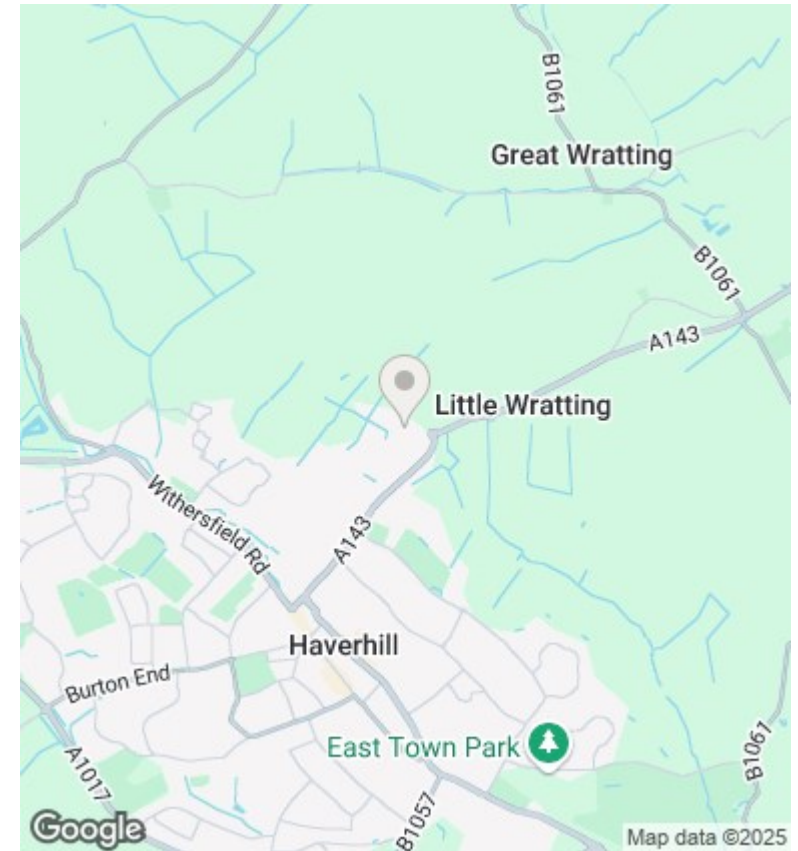 B1061
Great Wratting
B1061
A143
Little Wratting
Withersfield Rd
A143
Haverhill
Burton End
East Town Park
A1017
B1057
B1061
Google
Map data ©2025